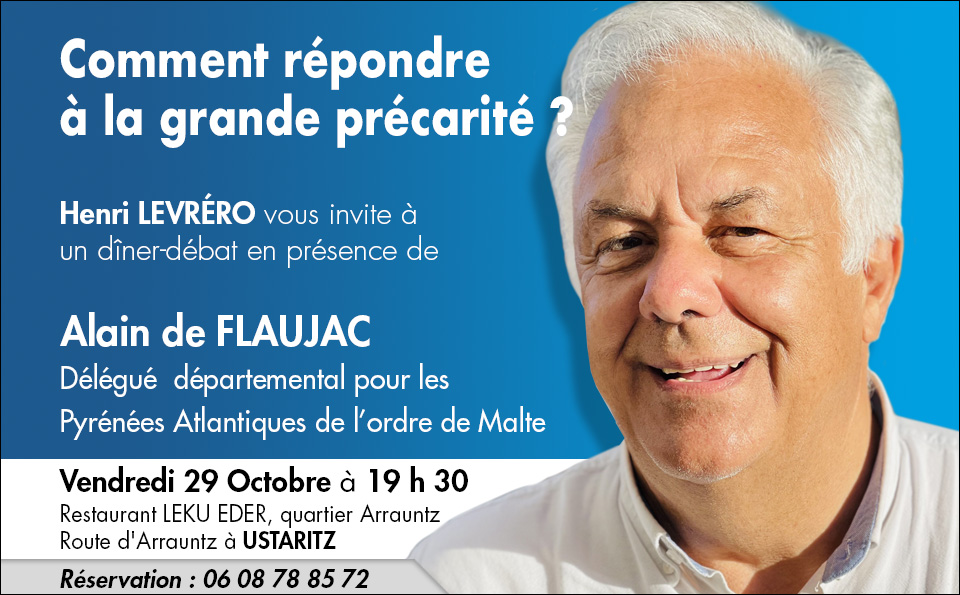 Comment répondre
à la grande précarité ?
Henri LEVRÉRO vous invite à
un dîner-débat en présence de
Alain de FLAUJAC
Délégué départemental pour les
Pyrénées Atlantiques de l’ordre de Malte
Vendredi 29 Octobre à 19 h 30
Restaurant LEKU EDER, quartier Arrauntz
Route d'Arrauntz à USTARITZ
Réservation : 06 08 78 85 72